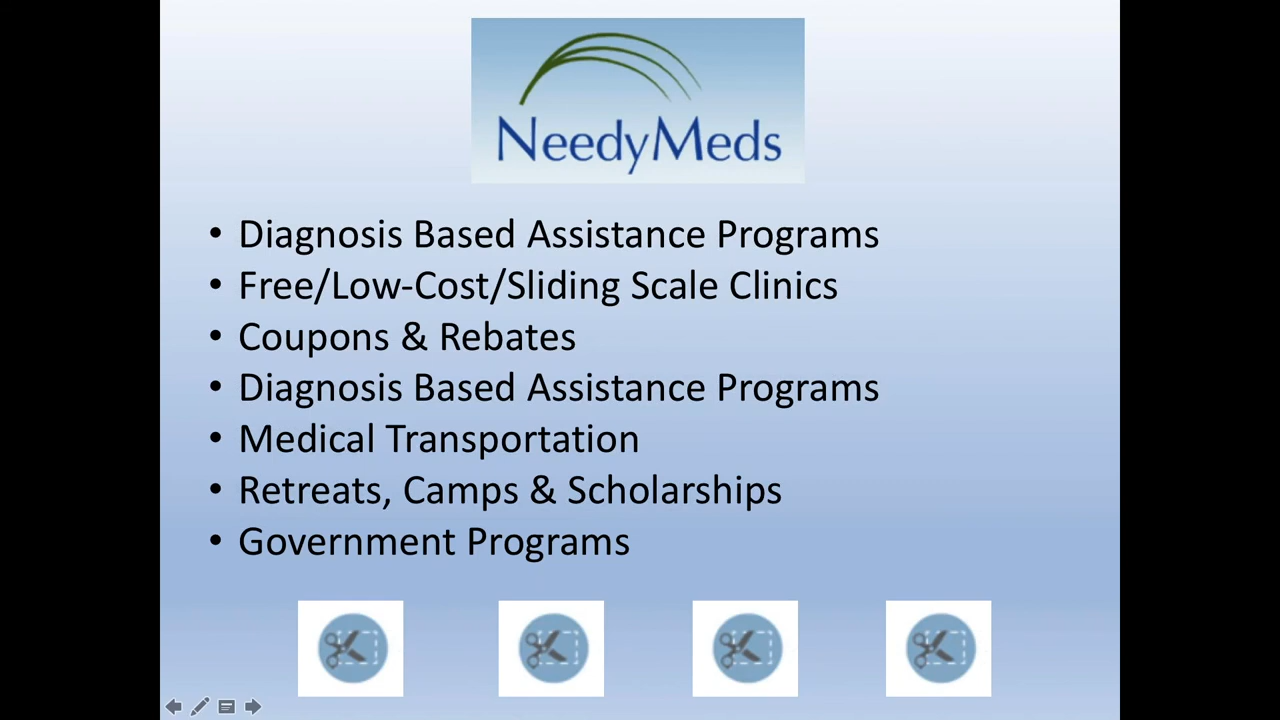 NeedyMeds
• Diagnosis Based Assistance Programs
• Free/Low-Cost/Sliding Scale Clinics
• Coupons & Rebates
• Diagnosis Based Assistance Programs
• Medical Transportation
• Retreats, Camps & Scholarships
• Government Programs